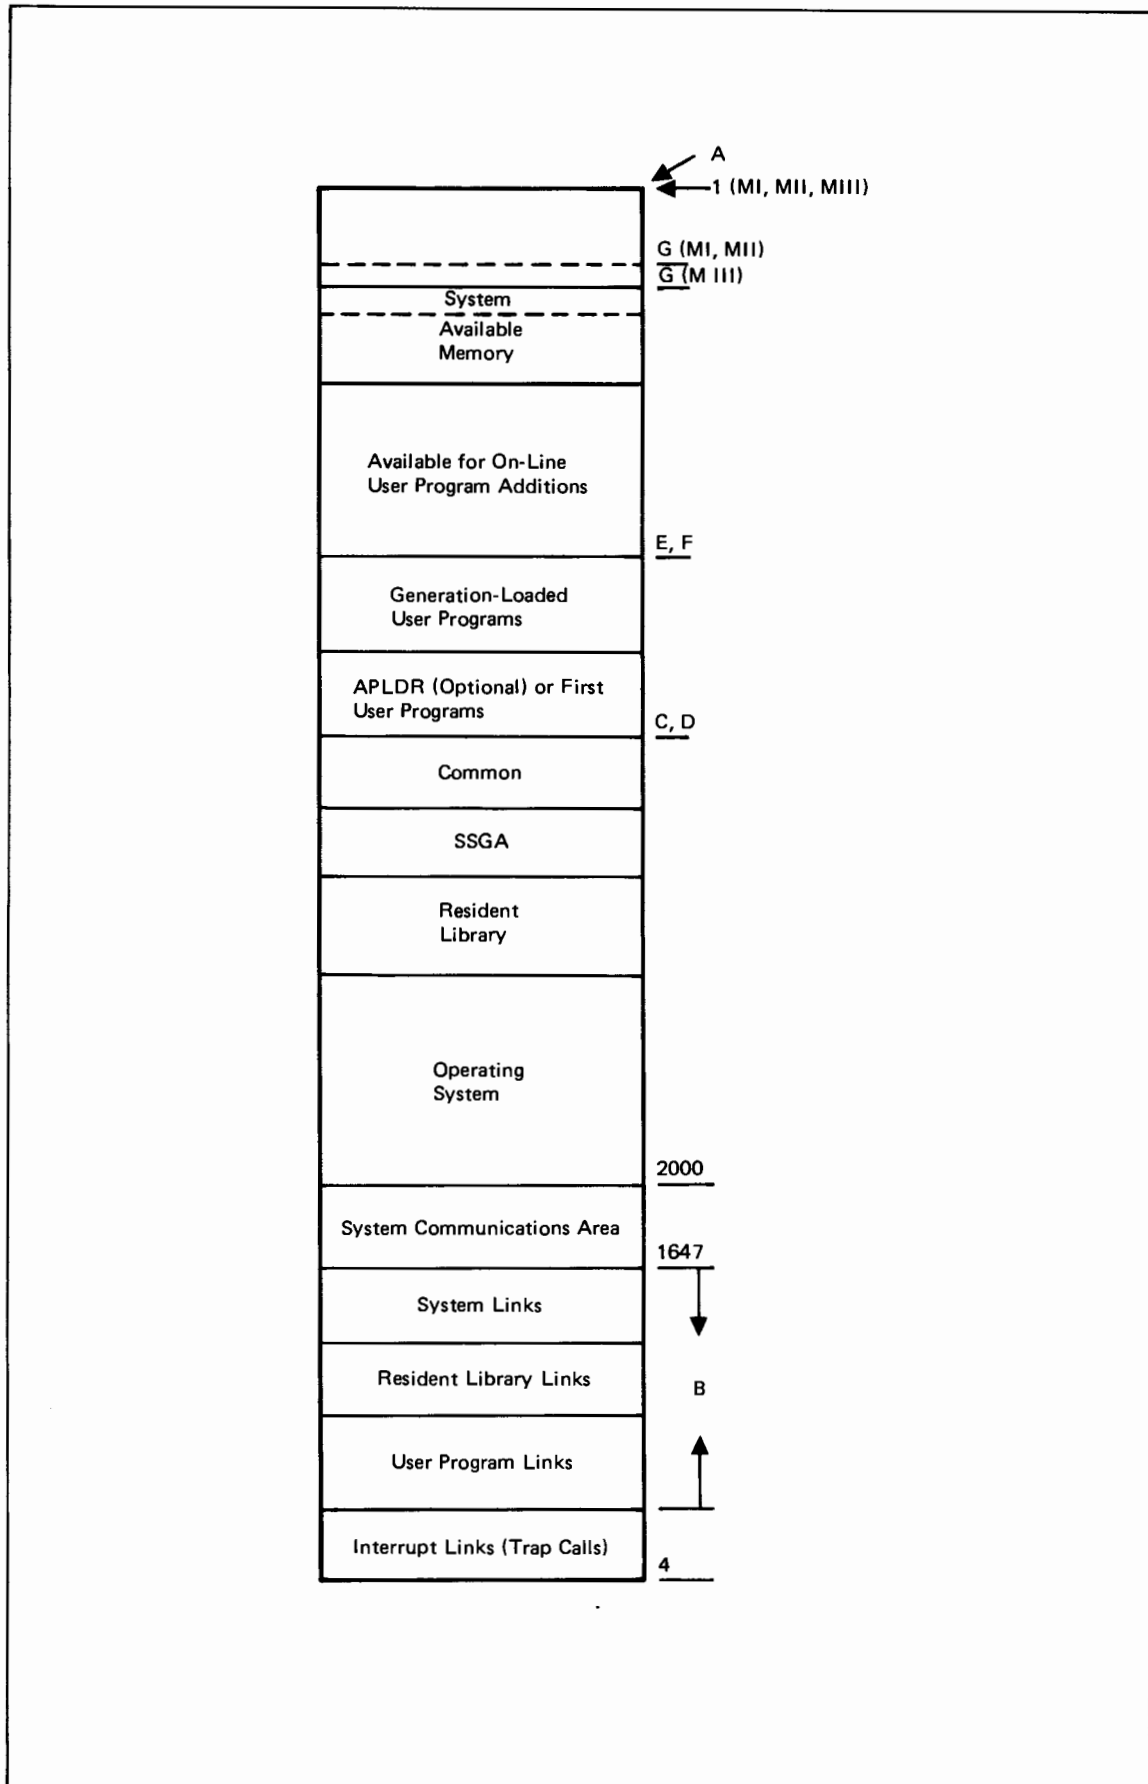 A
1 (MI, MII, MIII)
G (MI, MII)
G (M III)
System
Available
Memory
Available for On-Line
User Program Additions
E, F
Generation-Loaded
User Programs
APLDR (Optional) or First
User Programs
C, D
Common
SSGA
Resident
Library
Operating
System
2000
System Communications Area
1647
System Links
Resident Library Links
B
User Program Links
Interrupt Links (Trap Calls)
4